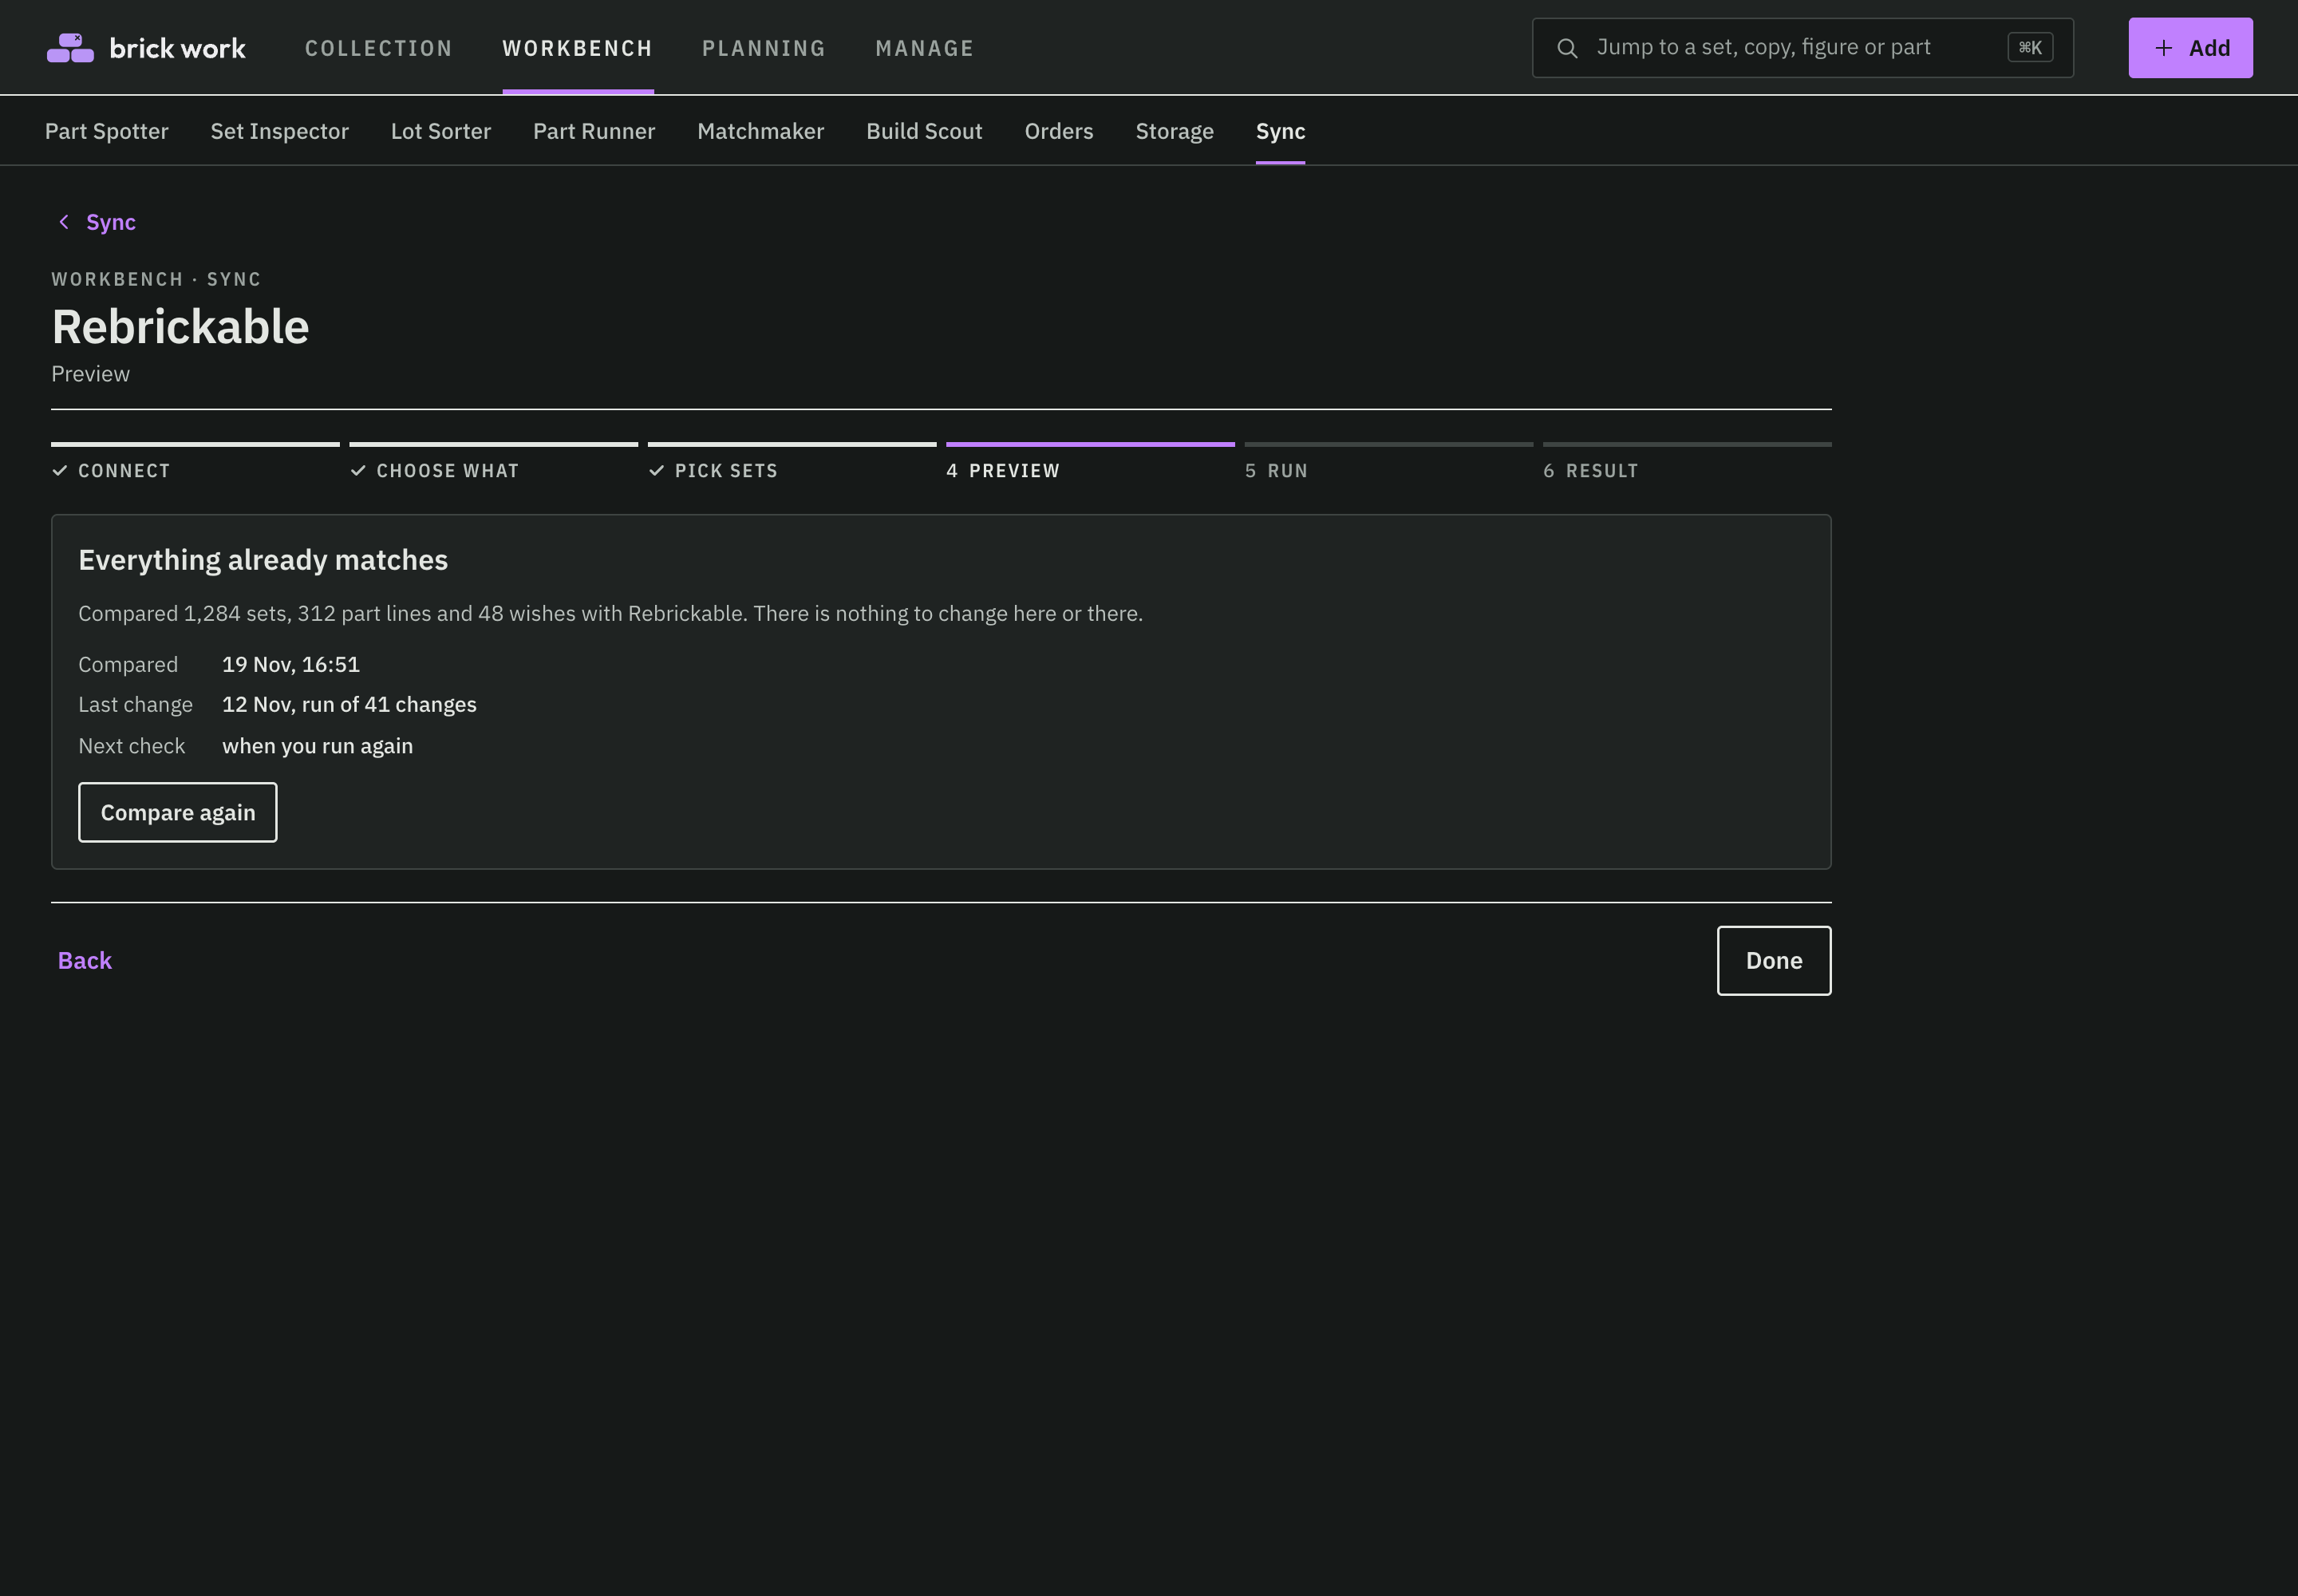 brick work
COLLECTION
WORKBENCH
PLANNING
MANAGE
Jump to a set, copy, figure or part
⌘K
+ Add
Part Spotter
Set Inspector
Lot Sorter
Part Runner
Matchmaker
Build Scout
Orders
Storage
Sync
Sync
WORKBENCH · SYNC
Rebrickable
Preview
CONNECT
CHOOSE WHAT
PICK SETS
4 PREVIEW
5 RUN
6 RESULT
Everything already matches
Compared 1,284 sets, 312 part lines and 48 wishes with Rebrickable. There is nothing to change here or there.
Compared 19 Nov, 16:51
Last change 12 Nov, run of 41 changes
Next check when you run again
Compare again
Back
Done